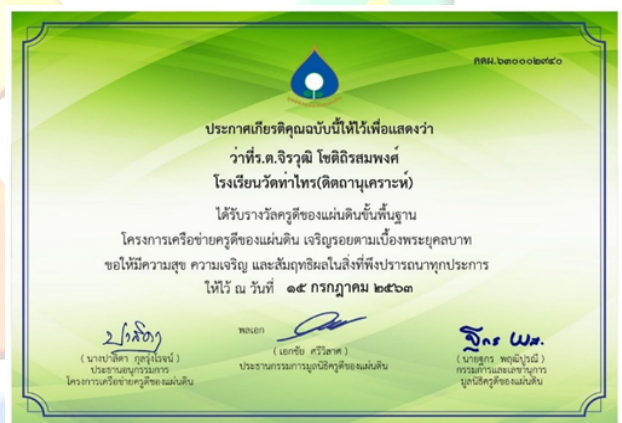 คดผ.๖๓๐๐๐๒๙๔๐
ประกาศเกียรติคุณฉบับนี้ให้ไว้เพื่อแสดงว่า
ว่าที่ร.ต.จิรวุฒิ โชติถิรสมพงศ์
โรงเรียนวัดท่าไทร(ดิตถานุเคราะห์)
ได้รับรางวัลครูดีของแผ่นดินขั้นพื้นฐาน
โครงการเครือข่ายครูดีของแผ่นดิน เจริญรอยตามเบื้องพระยุคลบาท
ขอให้มีความสุข ความเจริญ และสัมฤทธิผลในสิ่งที่พึงปรารถนาทุกประการ
ให้ไว้ ณ วันที่ ๑๕ กรกฎาคม ๒๕๖๓
ปาลิตา
( นางปาลิตา กุลรุ่งโรจน์ )
ประธานอนุกรรมการ
โครงการเครือข่ายครูดีของแผ่นดิน
พลเอก
( เอกชัย ศรีวิลาศ )
ประธานกรรมการมูลนิธิครูดีของแผ่นดิน
( นายฐกร พฤฒิปูรณี )
กรรมการและเลขานุการ
มูลนิธิครูดีของแผ่นดิน